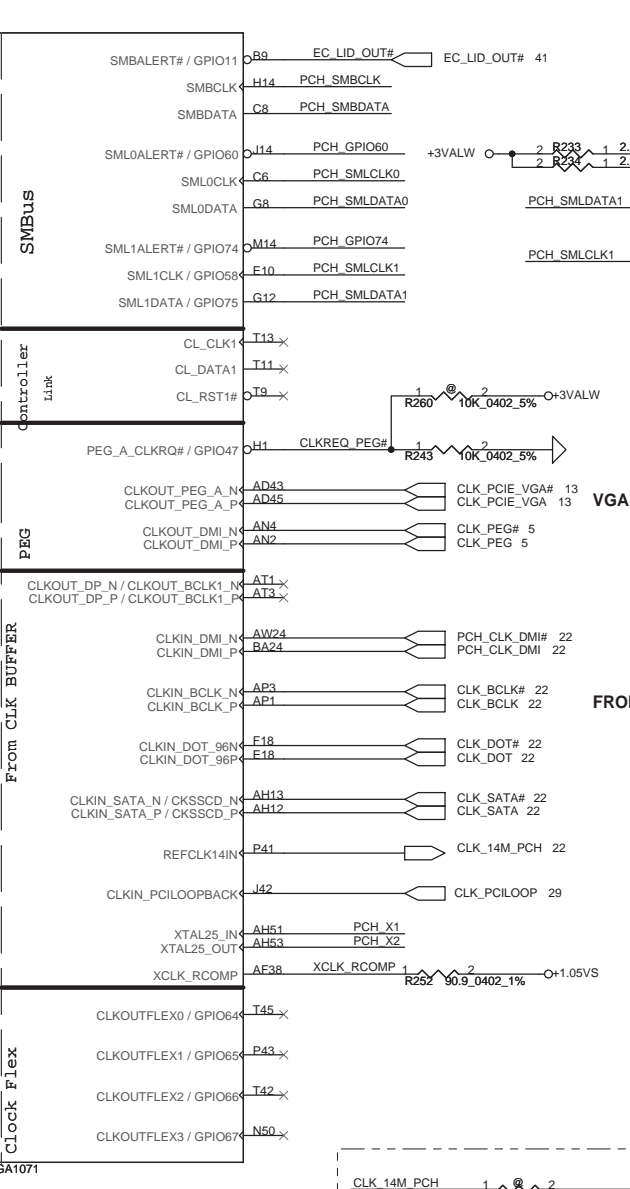 SMBus
SMBALERT# / GPIO11 B9 EC_LID_OUT# EC_LID_OUT# 41
SMBCLK H14 PCH_SMBCLK
SMBDATA C8 PCH_SMBDATA
SML0ALERT# / GPIO60 J14 PCH_GPIO60
SML0CLK C6 PCH_SMLCLK0
SML0DATA G8 PCH_SMLDATA0
SML1ALERT# / GPIO74 M14 PCH_GPIO74
SML1CLK / GPIO58 E10 PCH_SMLCLK1
SML1DATA / GPIO75 G12 PCH_SMLDATA1
+3VALW 2 R233 1 2.
2 R234 1 2.
PCH_SMLDATA1
PCH_SMLCLK1
Controller
Link
CL_CLK1 T13
CL_DATA1 T11
CL_RST1# T9
1 @ 2 +3VALW
R260 10K_0402_5%
PEG
PEG_A_CLKRQ# / GPIO47 H1 CLKREQ_PEG# 1 2
R243 10K_0402_5%
CLKOUT_PEG_A_N AD43 CLK_PCIE_VGA# 13
CLKOUT_PEG_A_P AD45 CLK_PCIE_VGA 13
VGA
CLKOUT_DMI_N AN4 CLK_PEG# 5
CLKOUT_DMI_P AN2 CLK_PEG 5
From CLK BUFFER
CLKOUT_DP_N / CLKOUT_BCLK1_N AT1
CLKOUT_DP_P / CLKOUT_BCLK1_P AT3
CLKIN_DMI_N AW24 PCH_CLK_DMI# 22
CLKIN_DMI_P BA24 PCH_CLK_DMI 22
CLKIN_BCLK_N AP3 CLK_BCLK# 22
CLKIN_BCLK_P AP1 CLK_BCLK 22
FRO
CLKIN_DOT_96N F18 CLK_DOT# 22
CLKIN_DOT_96P E18 CLK_DOT 22
CLKIN_SATA_N / CKSSCD_N AH13 CLK_SATA# 22
CLKIN_SATA_P / CKSSCD_P AH12 CLK_SATA 22
REFCLK14IN P41 CLK_14M_PCH 22
CLKIN_PCILOOPBACK J42 CLK_PCILOOP 29
XTAL25_IN AH51 PCH_X1
XTAL25_OUT AH53 PCH_X2
XCLK_RCOMP AF38 XCLK_RCOMP 1 2 +1.05VS
R252 90.9_0402_1%
Clock Flex
CLKOUTFLEX0 / GPIO64 T45
CLKOUTFLEX1 / GPIO65 P43
CLKOUTFLEX2 / GPIO66 T42
CLKOUTFLEX3 / GPIO67 N50
GA1071
CLK_14M_PCH 1 @ 2